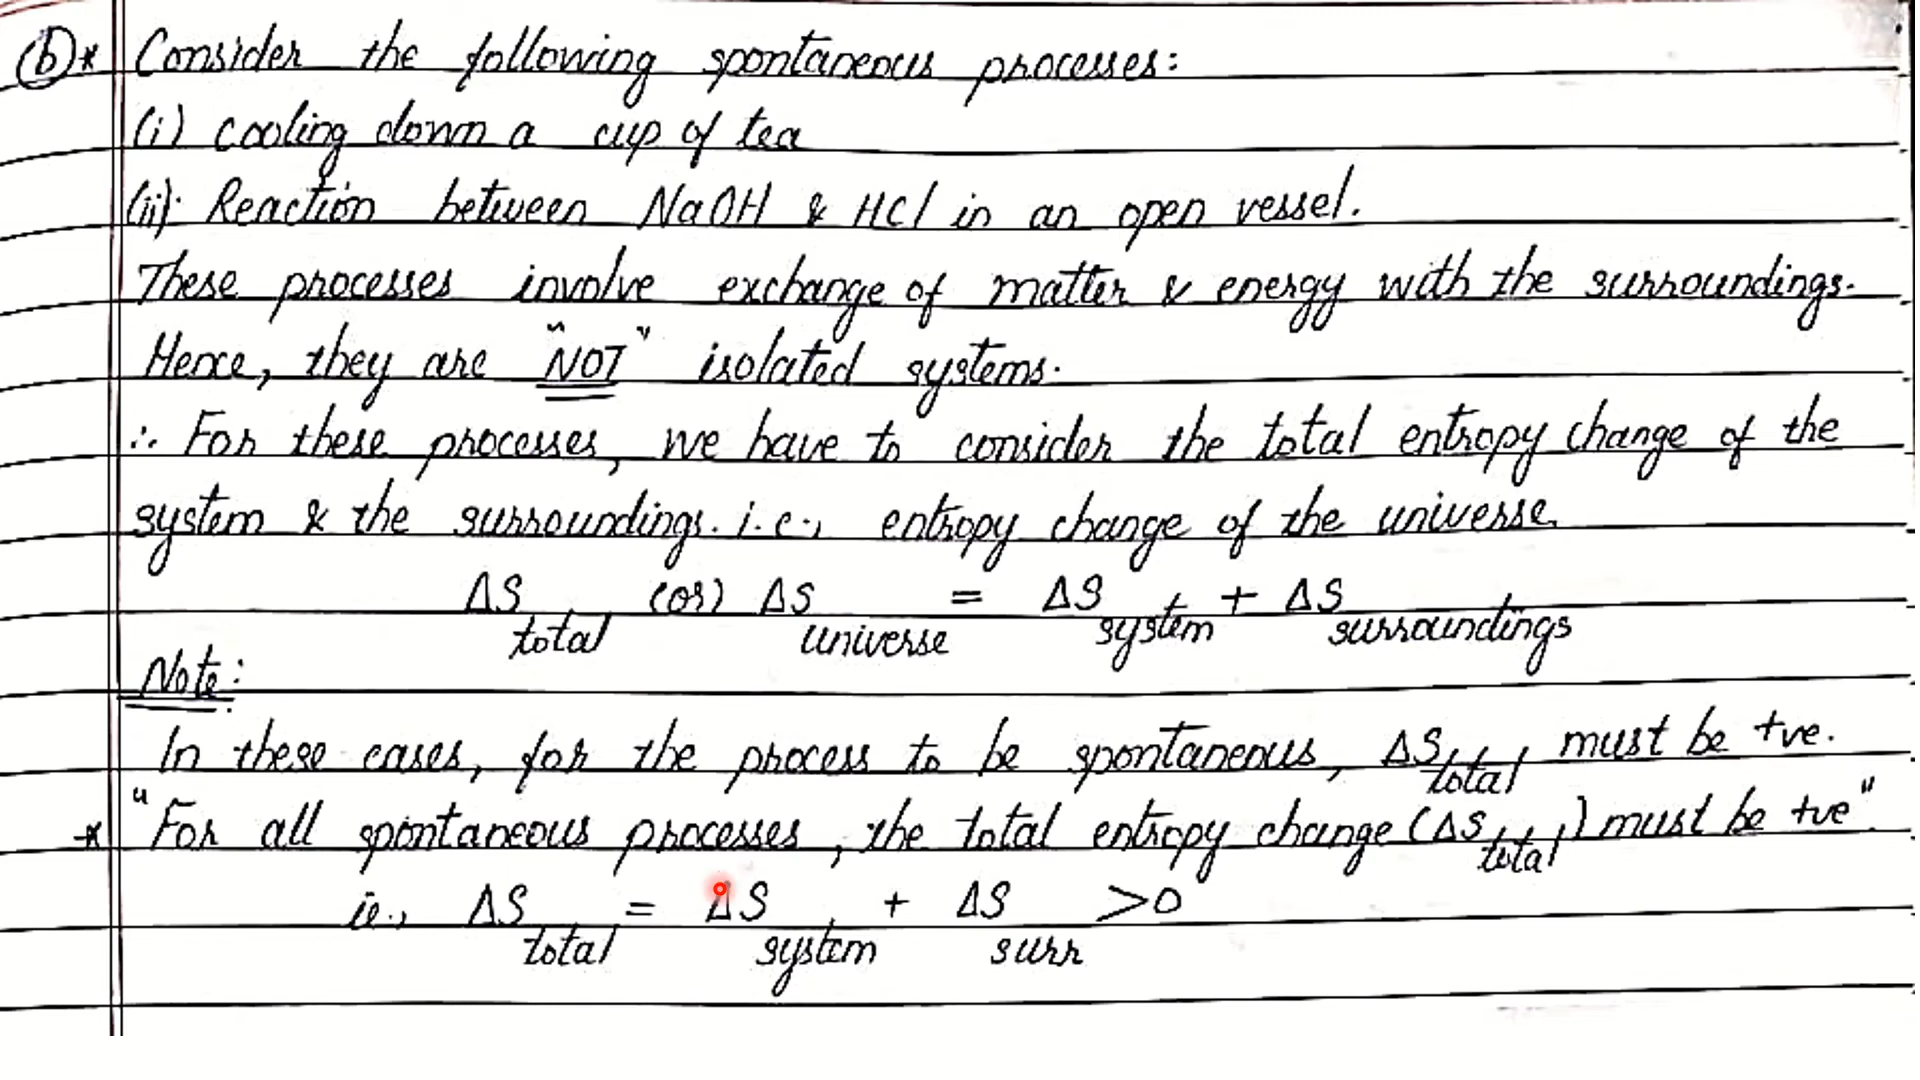 (b)* Consider the following spontaneous processes:
(i) cooling down a cup of tea
(ii). Reaction between NaOH & HCl in an open vessel.
These processes involve exchange of matter & energy with the surroundings.
Hence, they are "NOT" isolated systems.
∴ For these processes, we have to consider the total entropy change of the
system & the surroundings. i.e., entropy change of the universe.
ΔS total (or) ΔS universe = ΔS system + ΔS surroundings
Note:
In these cases, for the process to be spontaneous, ΔS total must be +ve.
* "For all spontaneous processes, the total entropy change (ΔS total) must be +ve".
ie., ΔS total = ΔS system + ΔS surr >0